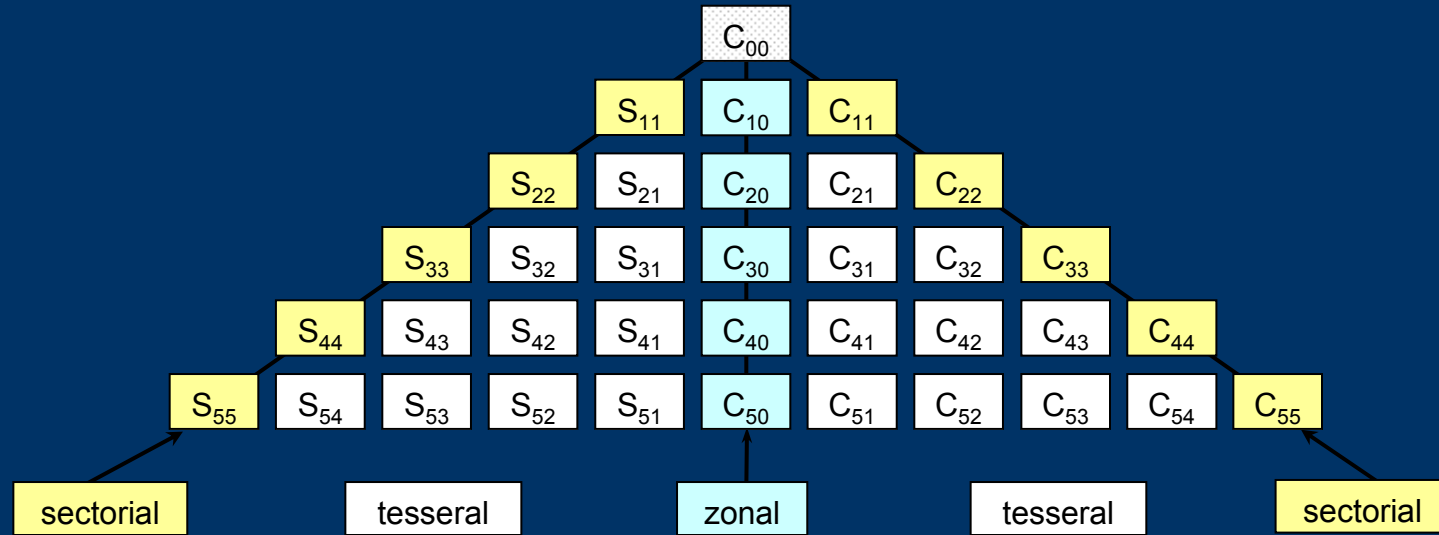 C₀₀
S₁₁ C₁₀ C₁₁
S₂₂ S₂₁ C₂₀ C₂₁ C₂₂
S₃₃ S₃₂ S₃₁ C₃₀ C₃₁ C₃₂ C₃₃
S₄₄ S₄₃ S₄₂ S₄₁ C₄₀ C₄₁ C₄₂ C₄₃ C₄₄
S₅₅ S₅₄ S₅₃ S₅₂ S₅₁ C₅₀ C₅₁ C₅₂ C₅₃ C₅₄ C₅₅
sectorial tesseral zonal tesseral sectorial